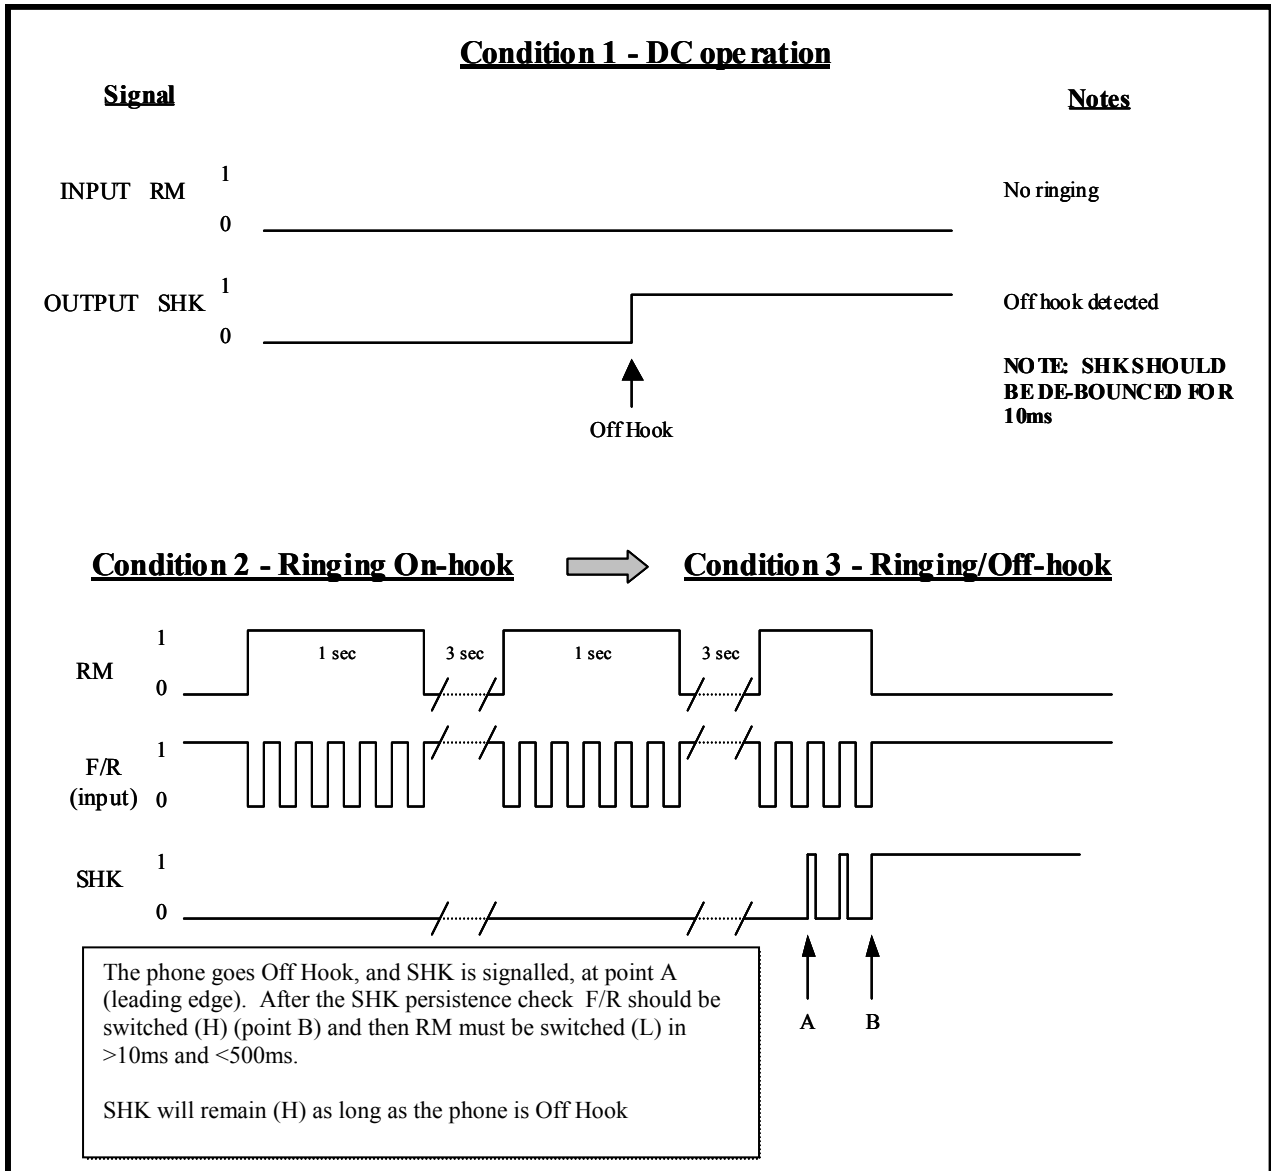 Condition 1 - DC operation
Signal
Notes
INPUT RM
1
0
No ringing
OUTPUT SHK
1
0
Off hook detected
NOTE: SHK SHOULD
BE DE-BOUNCED FOR
10ms
Off Hook
Condition 2 - Ringing On-hook
Condition 3 - Ringing/Off-hook
RM
1
0
1 sec
3 sec
1 sec
3 sec
F/R
(input)
1
0
SHK
1
0
A
B
The phone goes Off Hook, and SHK is signalled, at point A
(leading edge). After the SHK persistence check F/R should be
switched (H) (point B) and then RM must be switched (L) in
>10ms and <500ms.
SHK will remain (H) as long as the phone is Off Hook